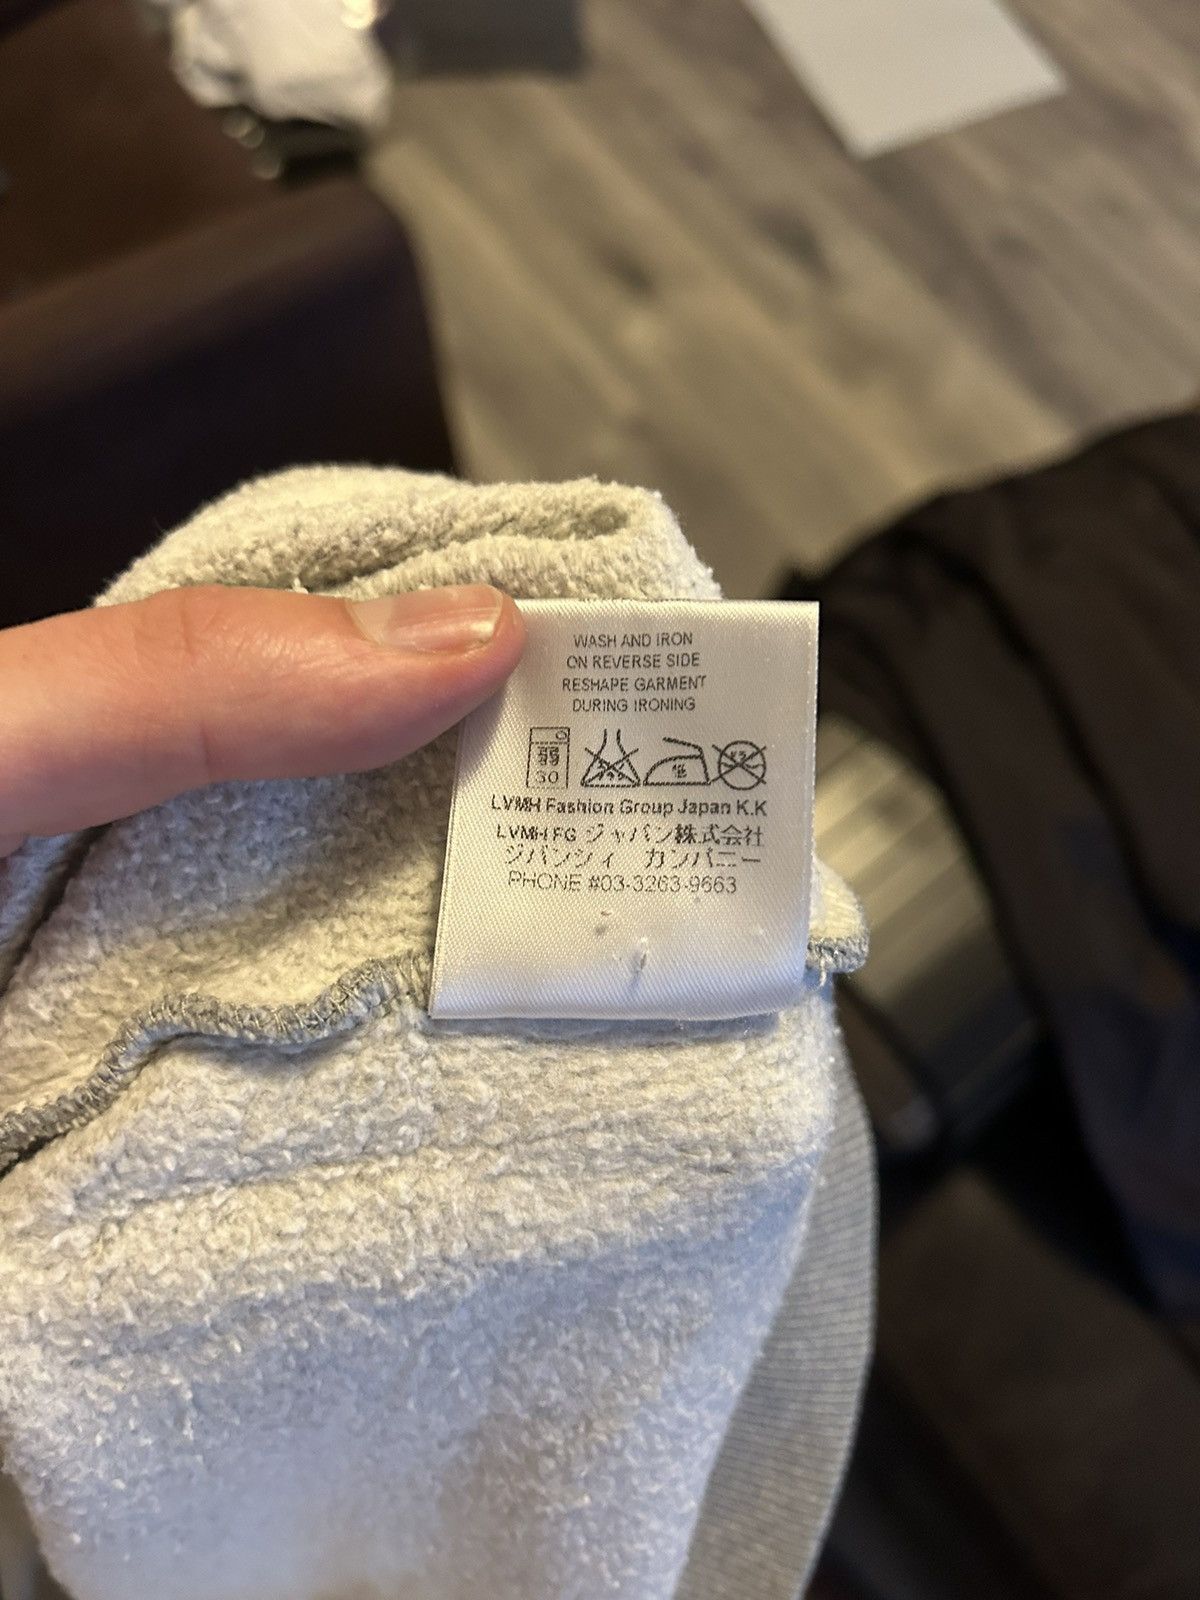 WASH AND IRON
ON REVERSE SIDE
RESHAPE GARMENT
DURING IRONING
30
LVMH Fashion Group Japan K.K
LVMH FG ジャパン株式会社
ジバンシィ カンパニー
PHONE #03-3263-9663